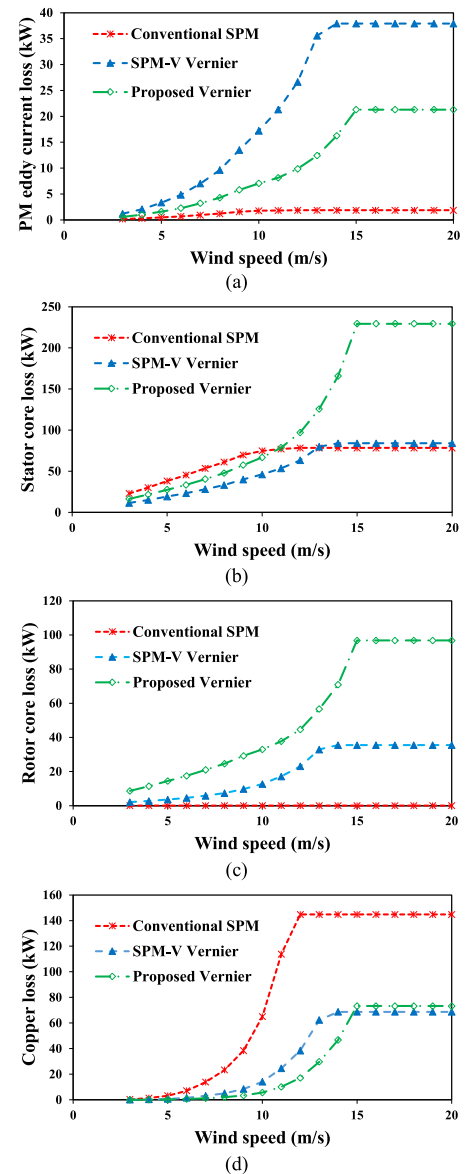 40
35
30
25
20
15
10
5
0
PM eddy current loss (kW)
Conventional SPM
SPM-V Vernier
Proposed Vernier
0 5 10 15 20
Wind speed (m/s)
(a)
250
200
150
100
50
0
Stator core loss (kW)
Conventional SPM
SPM-V Vernier
Proposed Vernier
0 5 10 15 20
Wind speed (m/s)
(b)
120
100
80
60
40
20
0
Rotor core loss (kW)
Conventional SPM
SPM-V Vernier
Proposed Vernier
0 5 10 15 20
Wind speed (m/s)
(c)
160
140
120
100
80
60
40
20
0
Copper loss (kW)
Conventional SPM
SPM-V Vernier
Proposed Vernier
0 5 10 15 20
Wind speed (m/s)
(d)